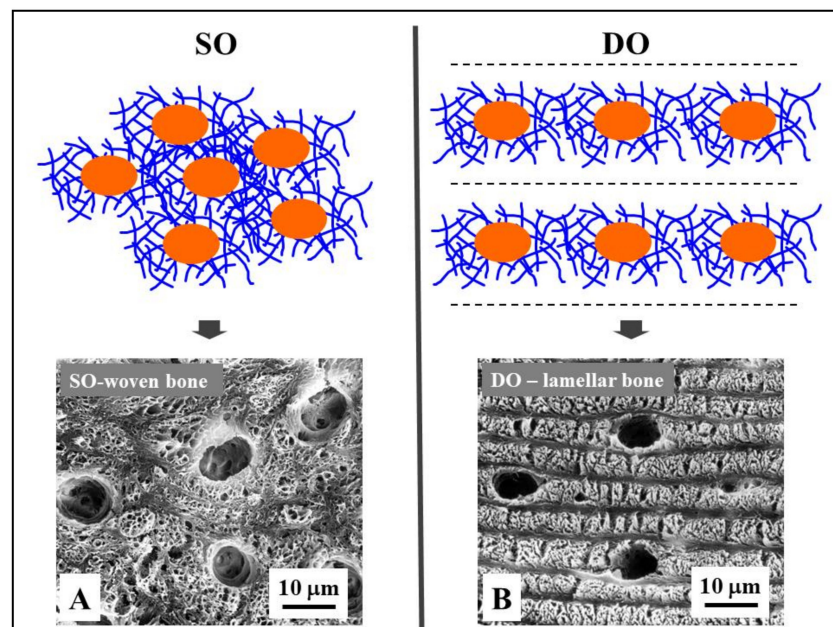 SO
DO
SO-woven bone
DO – lamellar bone
A
10 μm
B
10 μm